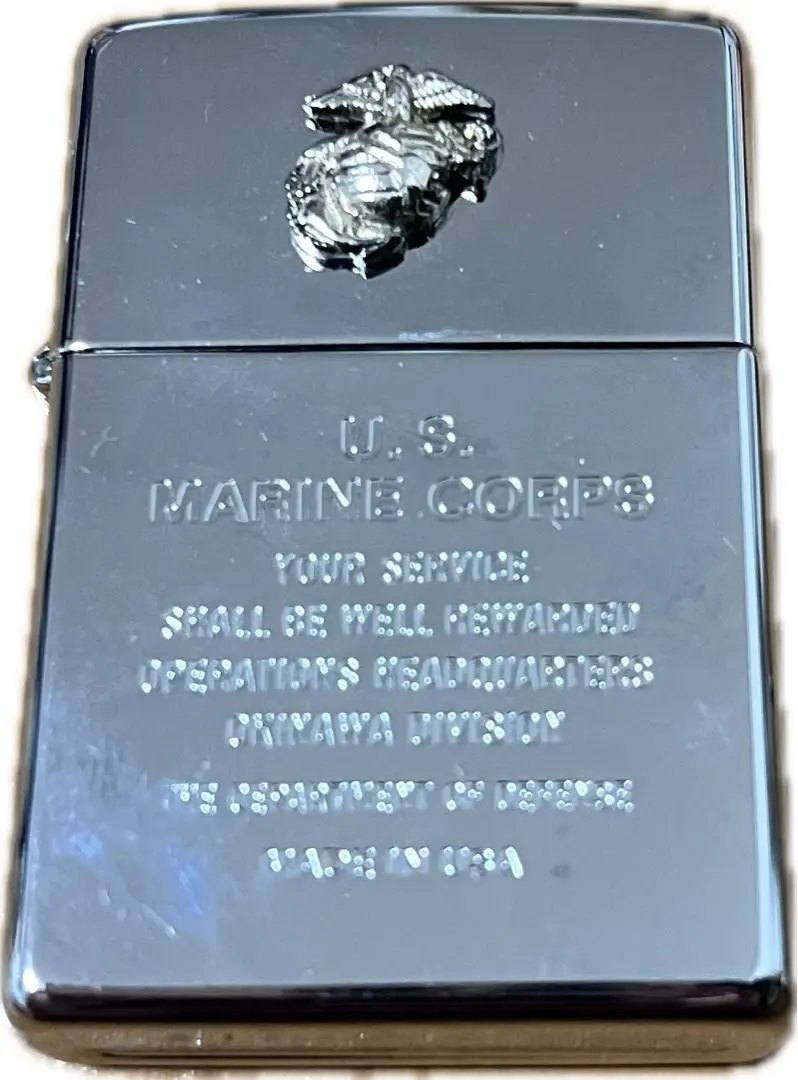 U. S.
MARINE CORPS
YOUR SERVICE
SHALL BE WELL REWARDED
OPERATIONS HEADQUARTERS
OKINAWA DIVISION
THE DEPARTMENT OF DEFENSE
MADE IN USA